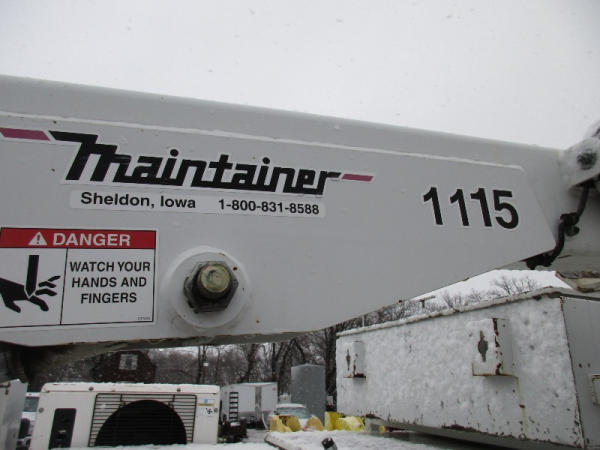 Maintainer
Sheldon, Iowa 1-800-831-8588
1115
DANGER
WATCH YOUR
HANDS AND
FINGERS